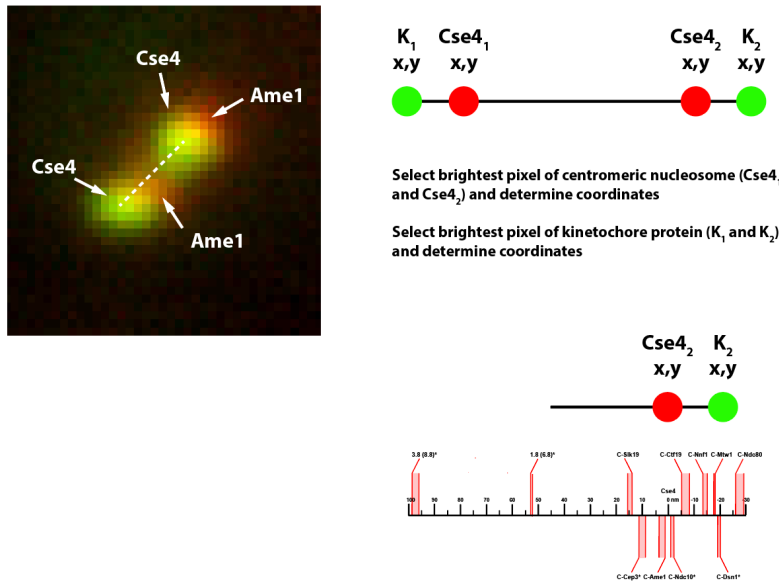 Cse4
Ame1
Cse4
Ame1
K1 Cse41 Cse42 K2
x,y x,y x,y x,y
Select brightest pixel of centromeric nucleosome (Cse41
and Cse42) and determine coordinates
Select brightest pixel of kinetochore protein (K1 and K2)
and determine coordinates
Cse42 K2
x,y x,y
3.8 (8.8)* 1.8 (6.8)* C-Slk19 C-Ctf19 C-Nnf1 C-Mtw1 C-Ndc80
Cse4
100 90 80 70 60 50 40 30 20 10 0 nm -10 -20 -30
C-Cep3* C-Ame1 C-Ndc10* C-Dsn1*